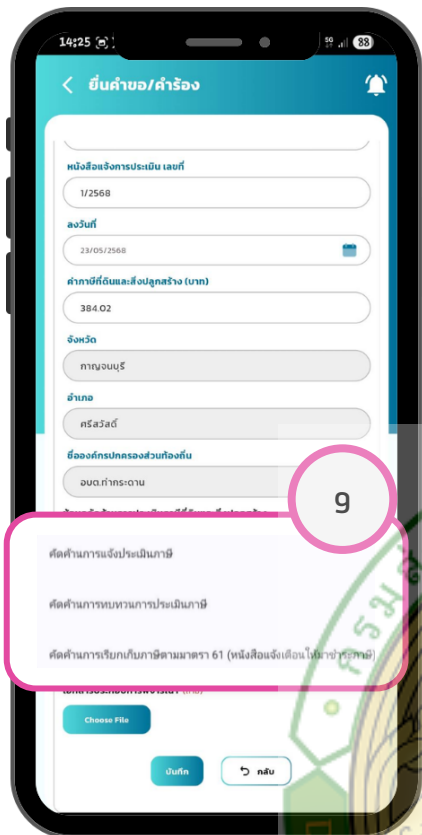 14:25
5G
88
ยื่นคำขอ/คำร้อง
หนังสือแจ้งการประเมิน เลขที่
1/2568
ลงวันที่
23/05/2568
ค่าภาษีที่ดินและสิ่งปลูกสร้าง (บาท)
384.02
จังหวัด
กาญจนบุรี
อำเภอ
ศรีสวัสดิ์
ชื่อองค์กรปกครองส่วนท้องถิ่น
อบต.ท่ากระดาน
9
คัดค้านการแจ้งประเมินภาษี
คัดค้านการทบทวนการประเมินภาษี
คัดค้านการเรียกเก็บภาษีตามมาตรา 61 (หนังสือแจ้งเตือนให้มาชำระภาษี)
Choose File
บันทึก
กลับ